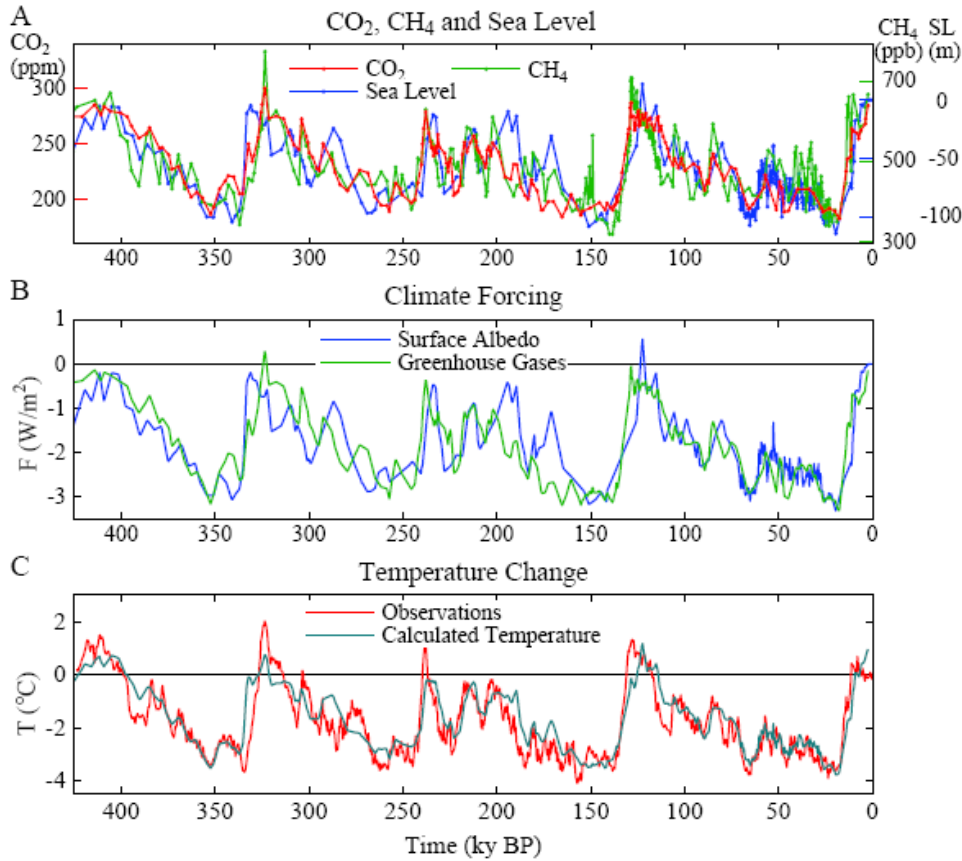 A
CO₂, CH₄ and Sea Level
CO₂
(ppm)
CH₄ SL
(ppb) (m)
CO₂
CH₄
Sea Level
300
250
200
700
500
300
0
-50
-100
400 350 300 250 200 150 100 50 0
B
Climate Forcing
Surface Albedo
Greenhouse Gases
F (W/m²)
1
0
-1
-2
-3
400 350 300 250 200 150 100 50 0
C
Temperature Change
Observations
Calculated Temperature
T (°C)
2
0
-2
-4
400 350 300 250 200 150 100 50 0
Time (ky BP)